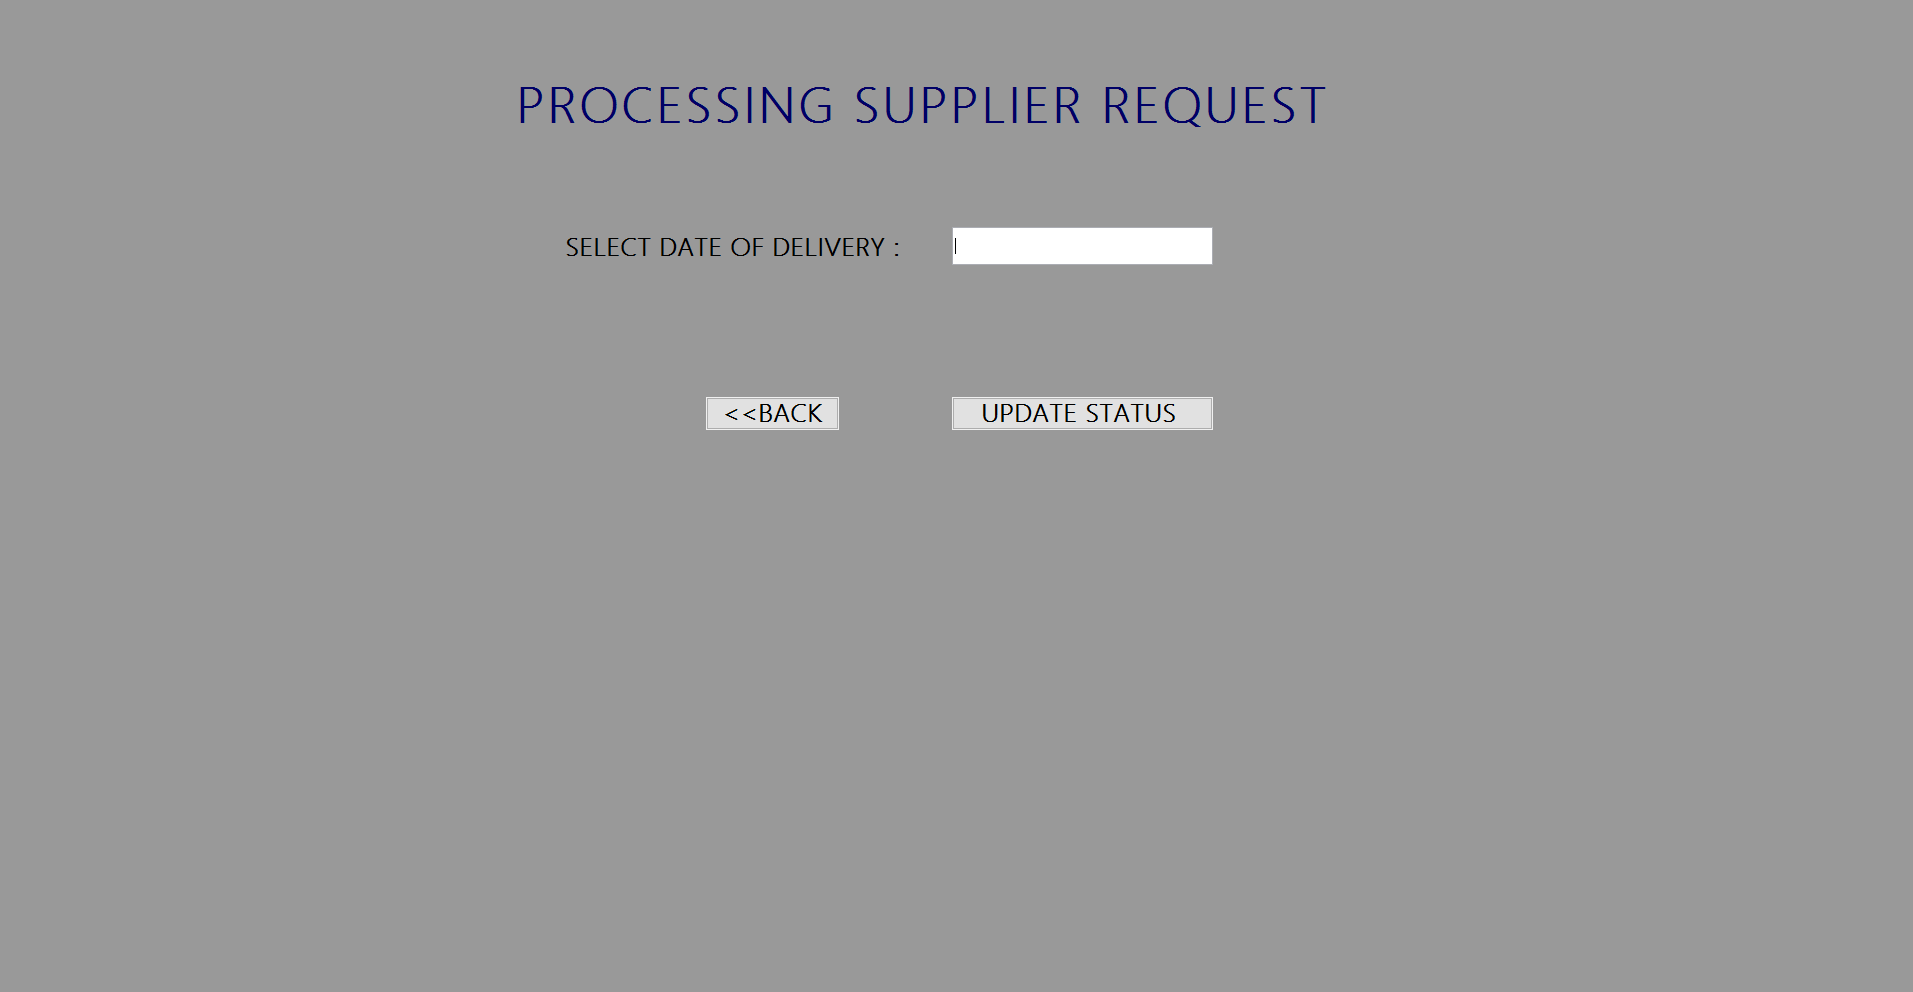 PROCESSING SUPPLIER REQUEST
SELECT DATE OF DELIVERY :
<<BACK
UPDATE STATUS